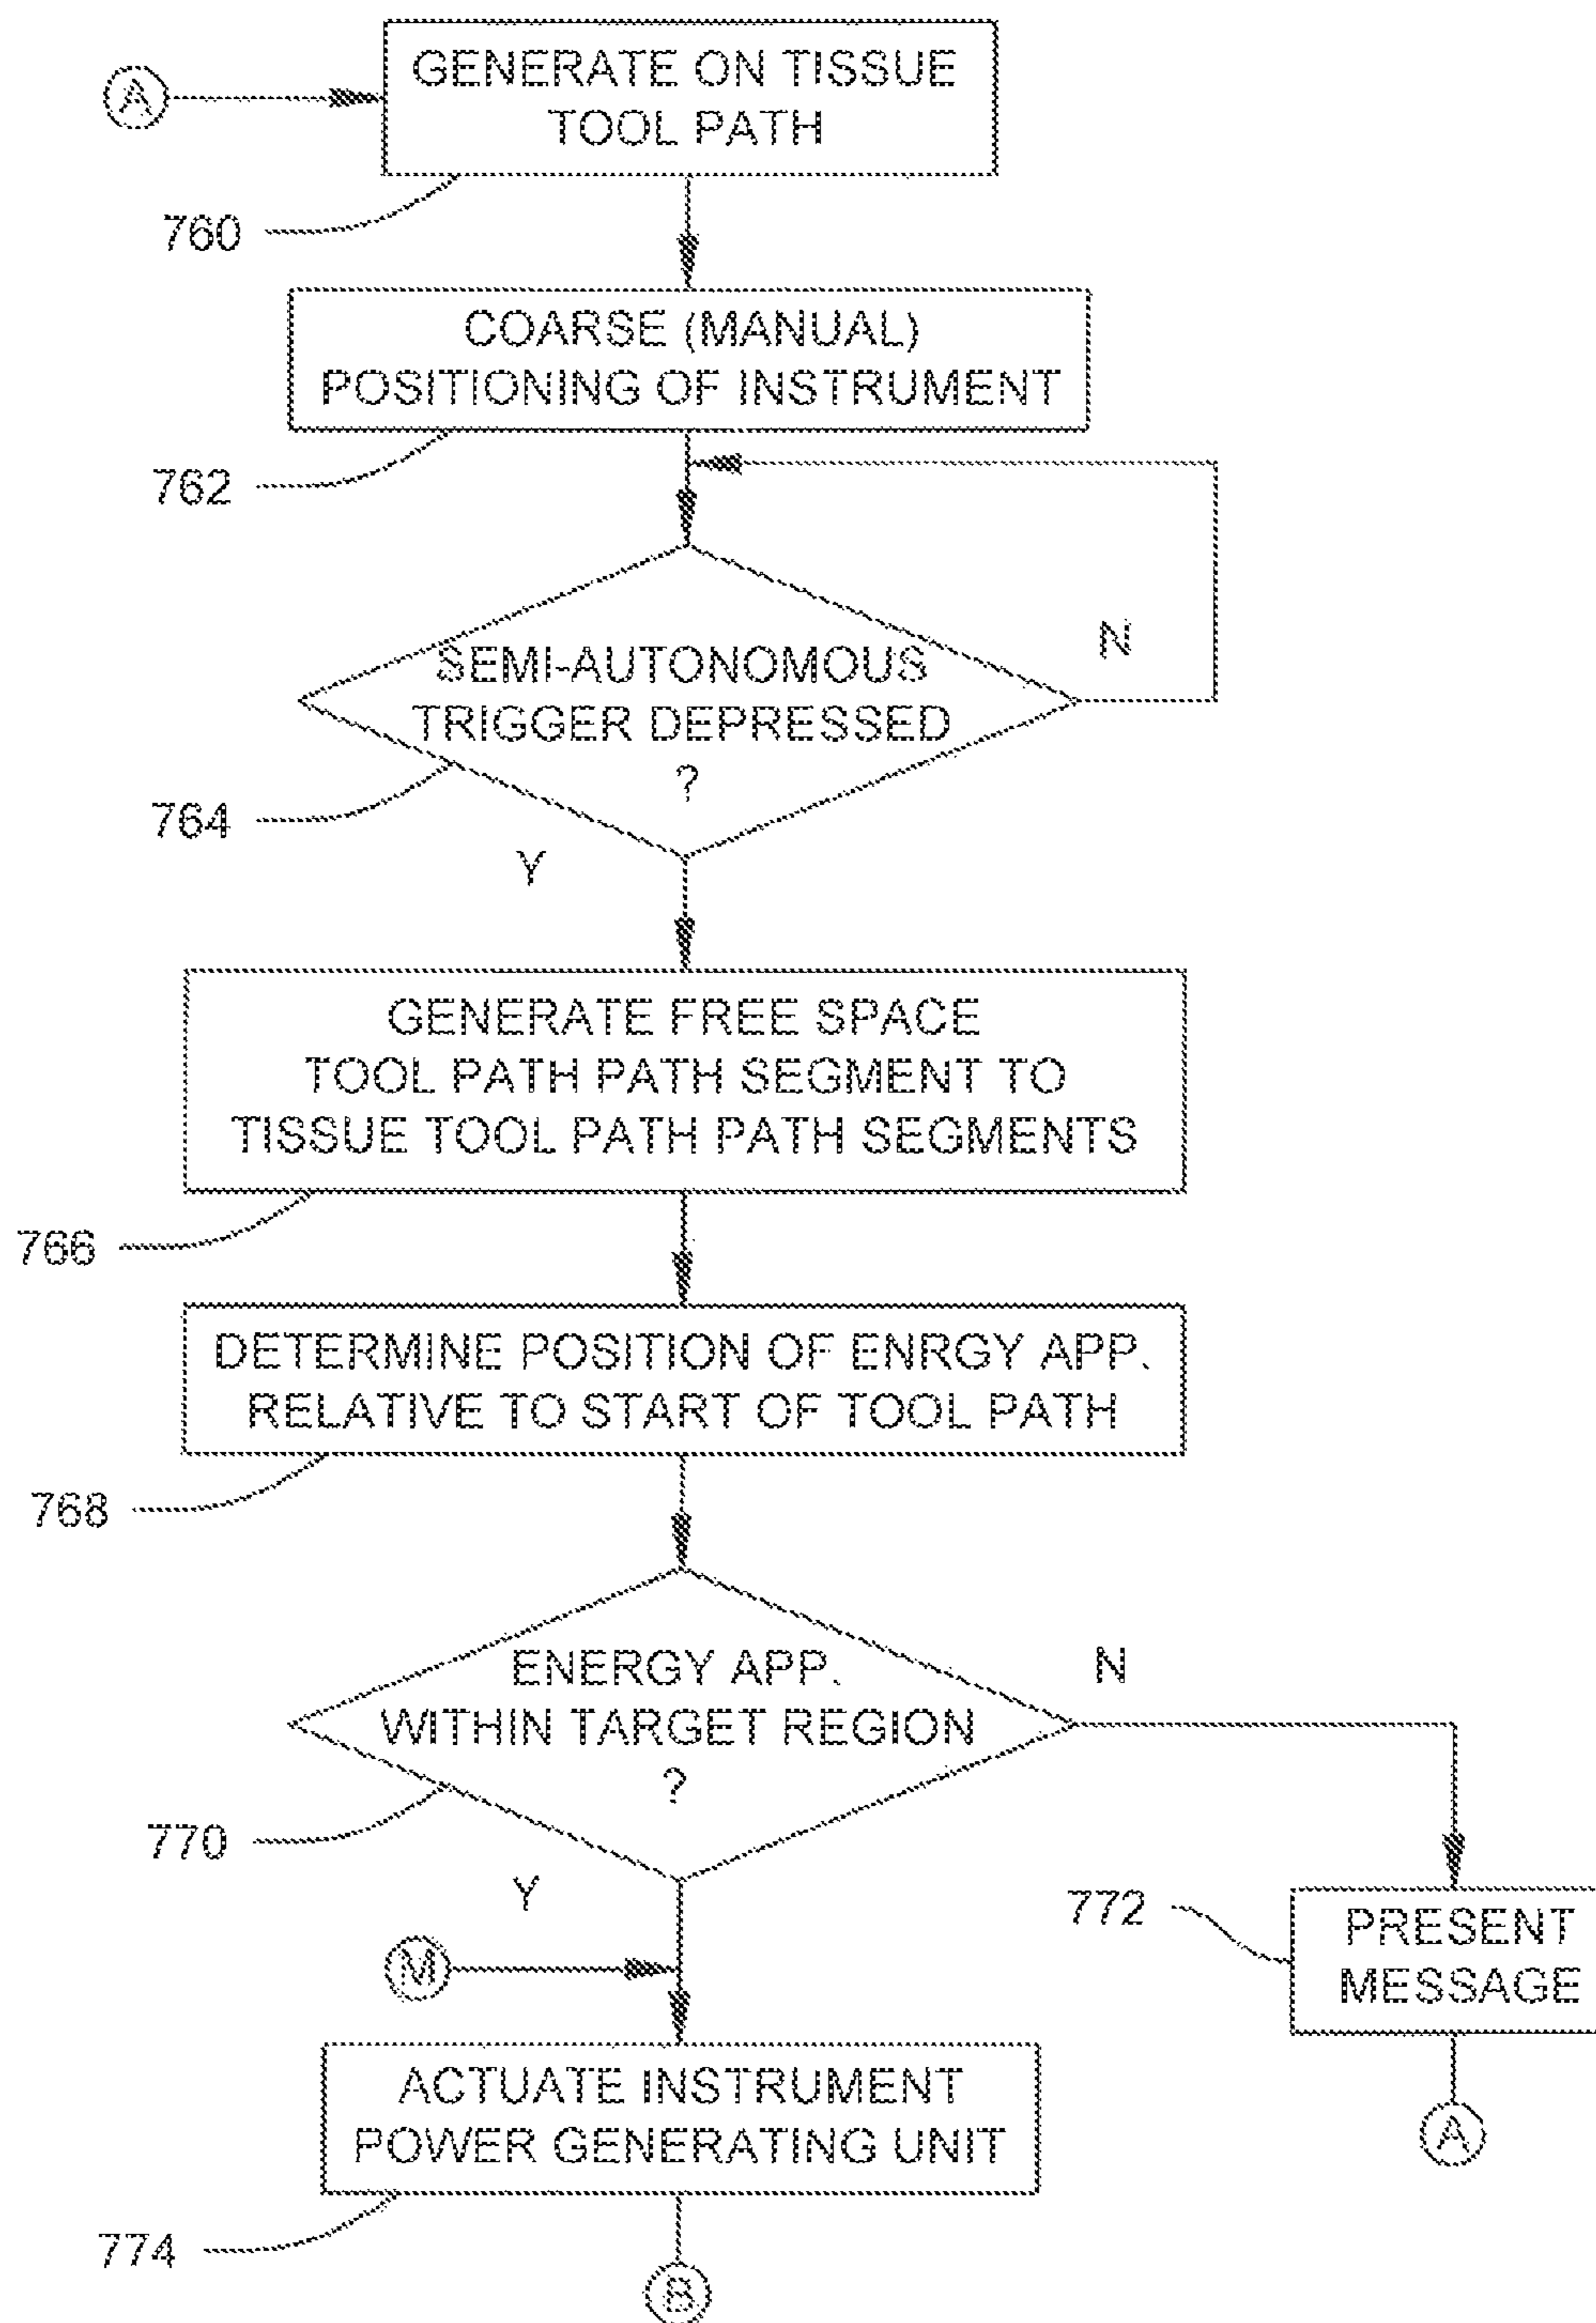 A
GENERATE ON TISSUE
TOOL PATH
760
COARSE (MANUAL)
POSITIONING OF INSTRUMENT
762
N
SEMI-AUTONOMOUS
TRIGGER DEPRESSED
?
764
Y
GENERATE FREE SPACE
TOOL PATH PATH SEGMENT TO
TISSUE TOOL PATH PATH SEGMENTS
766
DETERMINE POSITION OF ENRGY APP.
RELATIVE TO START OF TOOL PATH
768
ENERGY APP.
N
WITHIN TARGET REGION
?
770
Y
772
PRESENT
MESSAGE
M
ACTUATE INSTRUMENT
POWER GENERATING UNIT
A
774
B